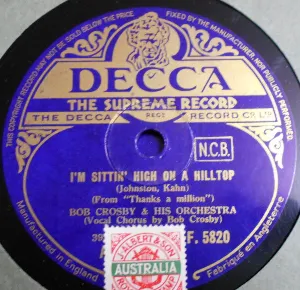 THIS COPYRIGHT RECORD MAY NOT BE SOLD BELOW THE PRICE FIXED BY THE MANUFACTURER, NOR
DECCA
THE SUPREME RECORD
THE DECCA RECORD CO. LTD
N.C.B.
I'M SITTIN' HIGH ON A HILLTOP
(Johnston, Kahn)
(From "Thanks a million")
BOB CROSBY & HIS ORCHESTRA
(Vocal Chorus by Bob Crosby)
39
F. 5820
J. ALBERT & SON
AUSTRALIA
Manufactured in England
Fabriqué en Angleterre